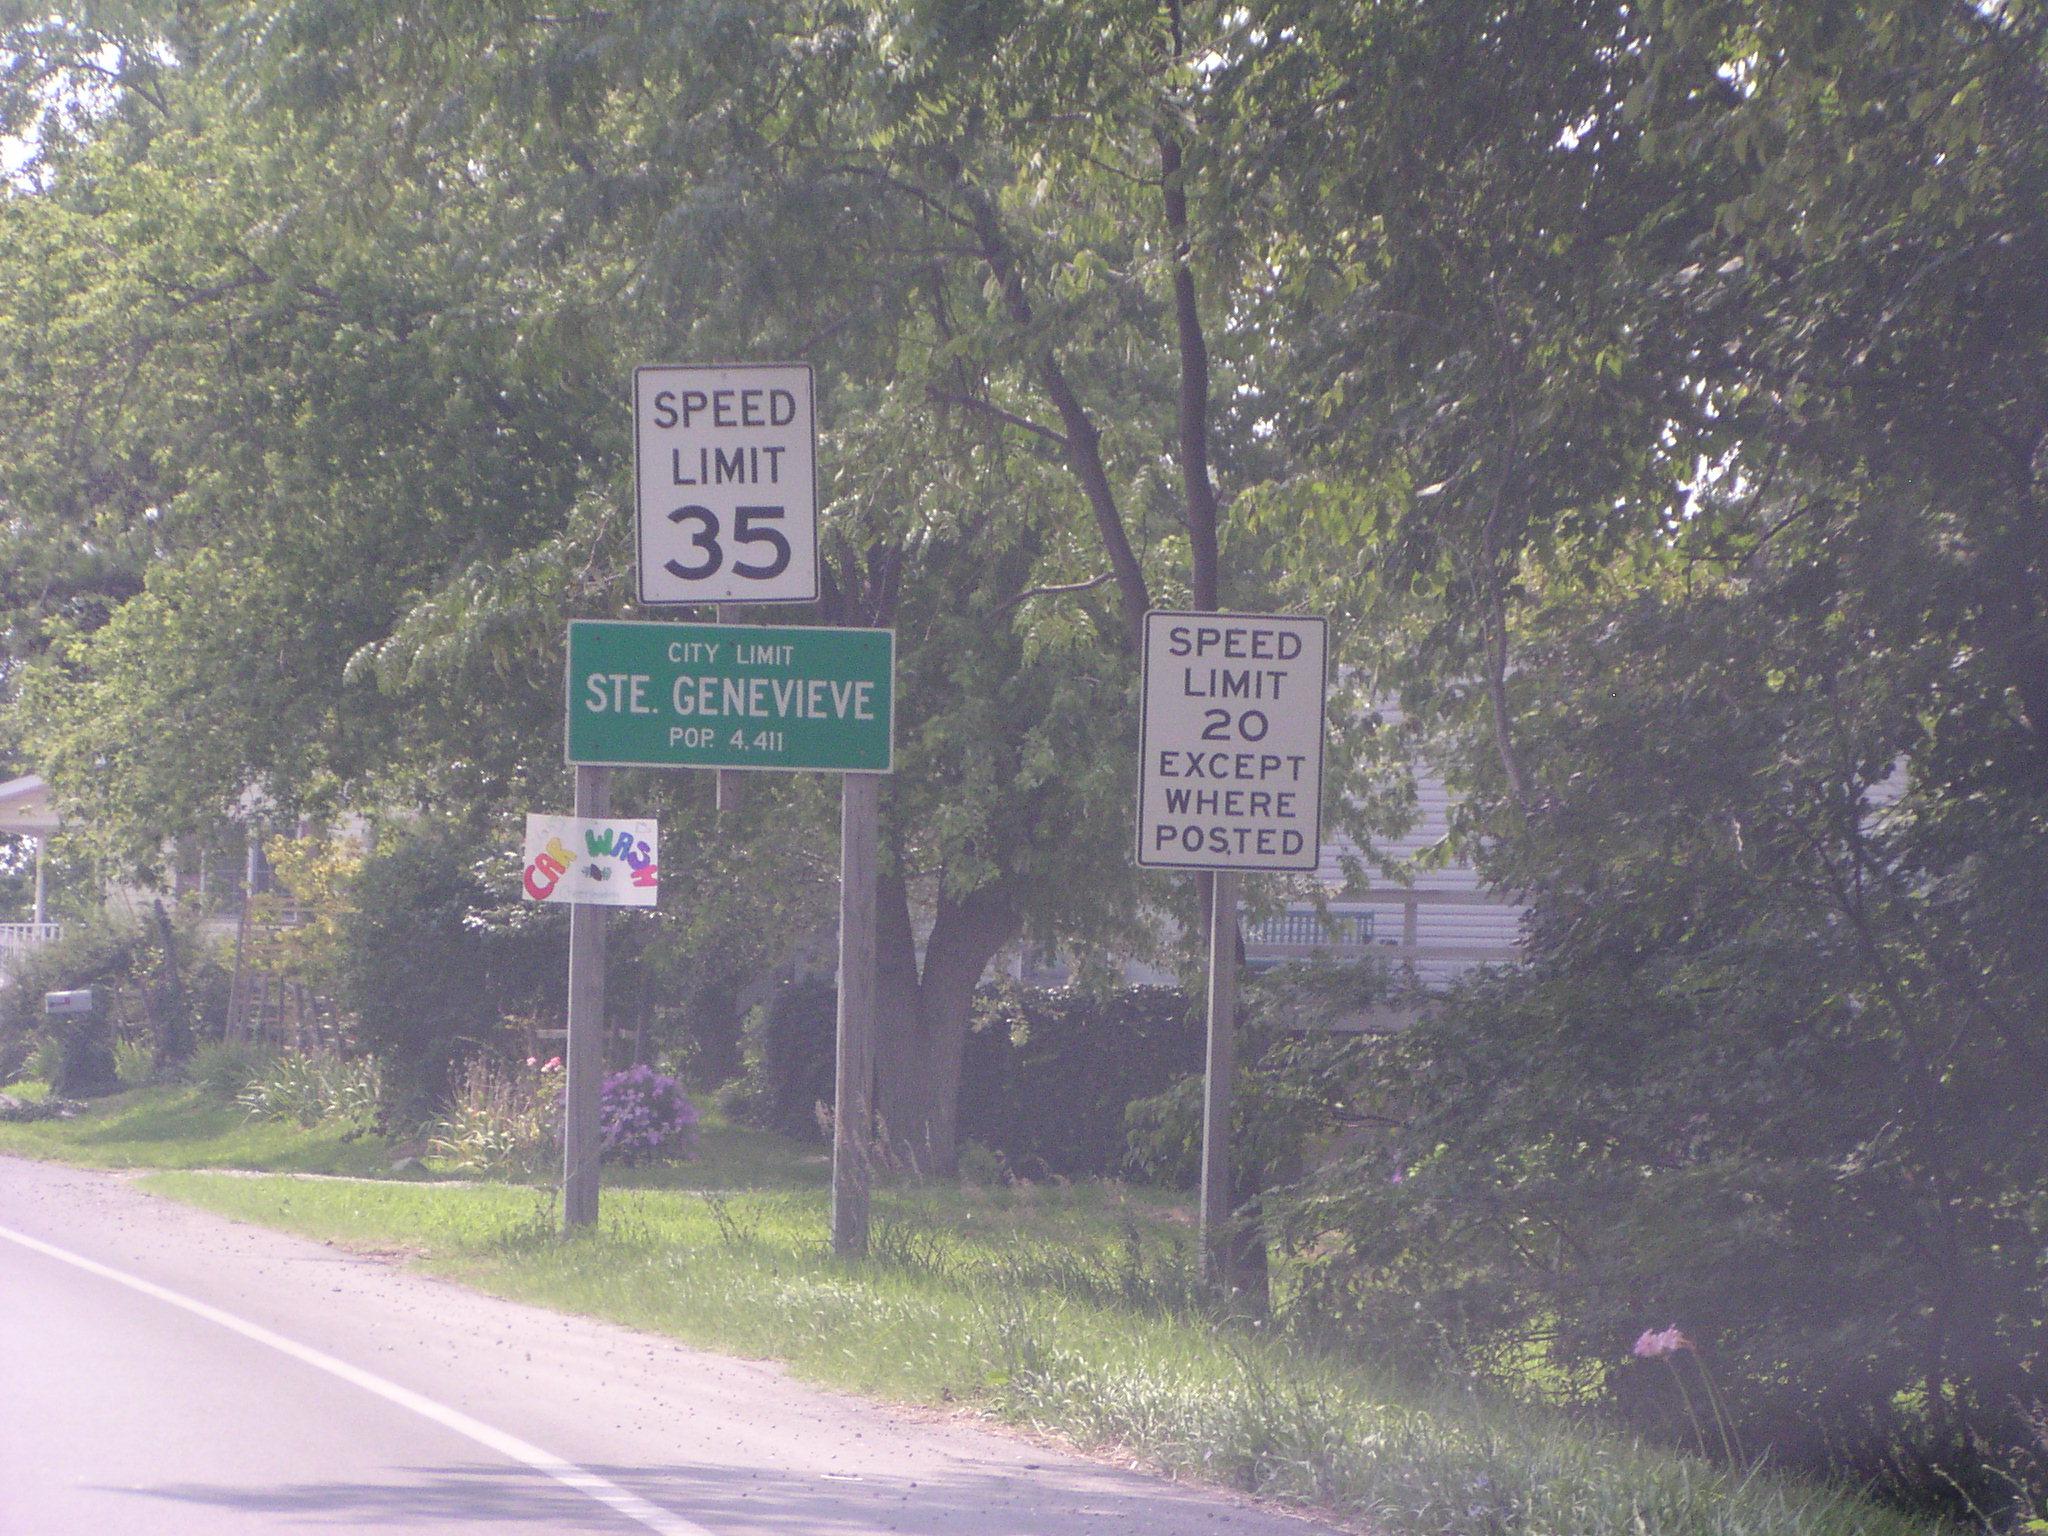 SPEED
LIMIT
35
CITY LIMIT
STE. GENEVIEVE
POP. 4,411
CAR WASH
SPEED
LIMIT
20
EXCEPT
WHERE
POSTED